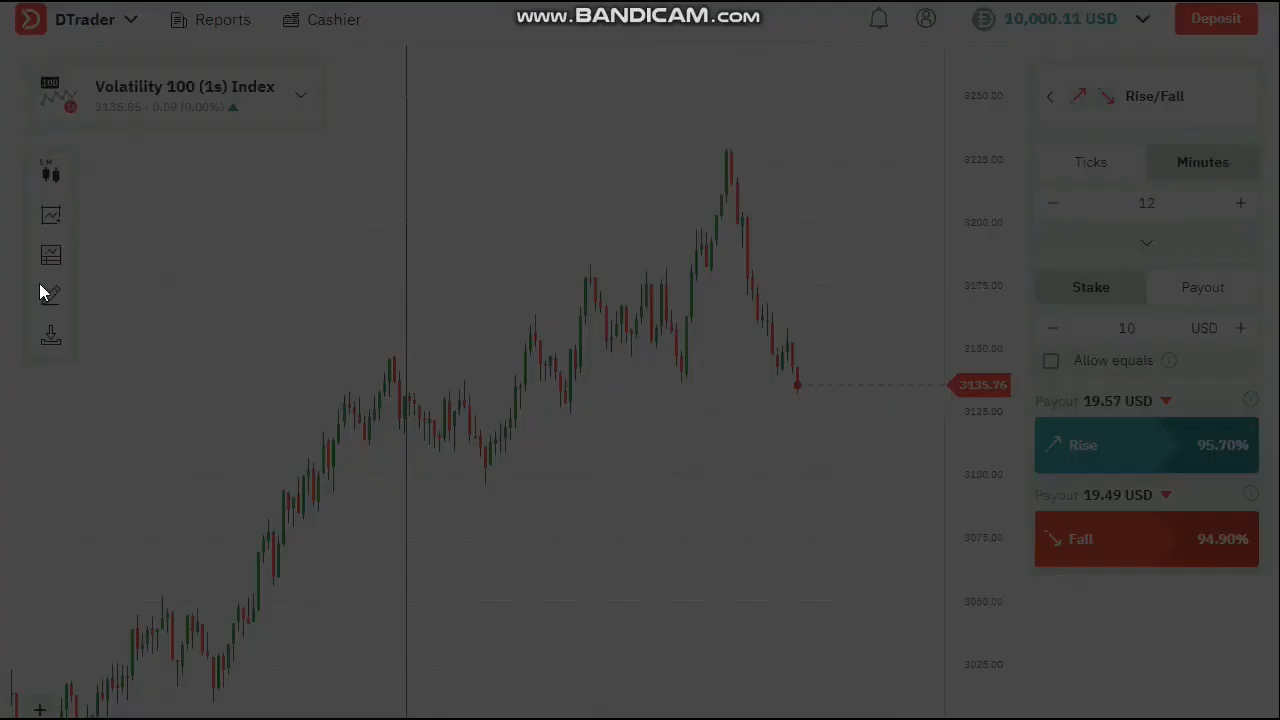 DTrader
Reports
Cashier
www.BANDICAM.com
10,000.11 USD
Deposit
100
Volatility 100 (1s) Index
3135.85 - 0.09 (0.00%)
5 M
3250.00
3225.00
3200.00
3175.00
3150.00
3135.76
3125.00
3100.00
3075.00
3050.00
3025.00
Rise/Fall
Ticks
Minutes
− 12 +
Stake
Payout
− 10 USD +
Allow equals
Payout 19.57 USD
Rise 95.70%
Payout 19.49 USD
Fall 94.90%
+